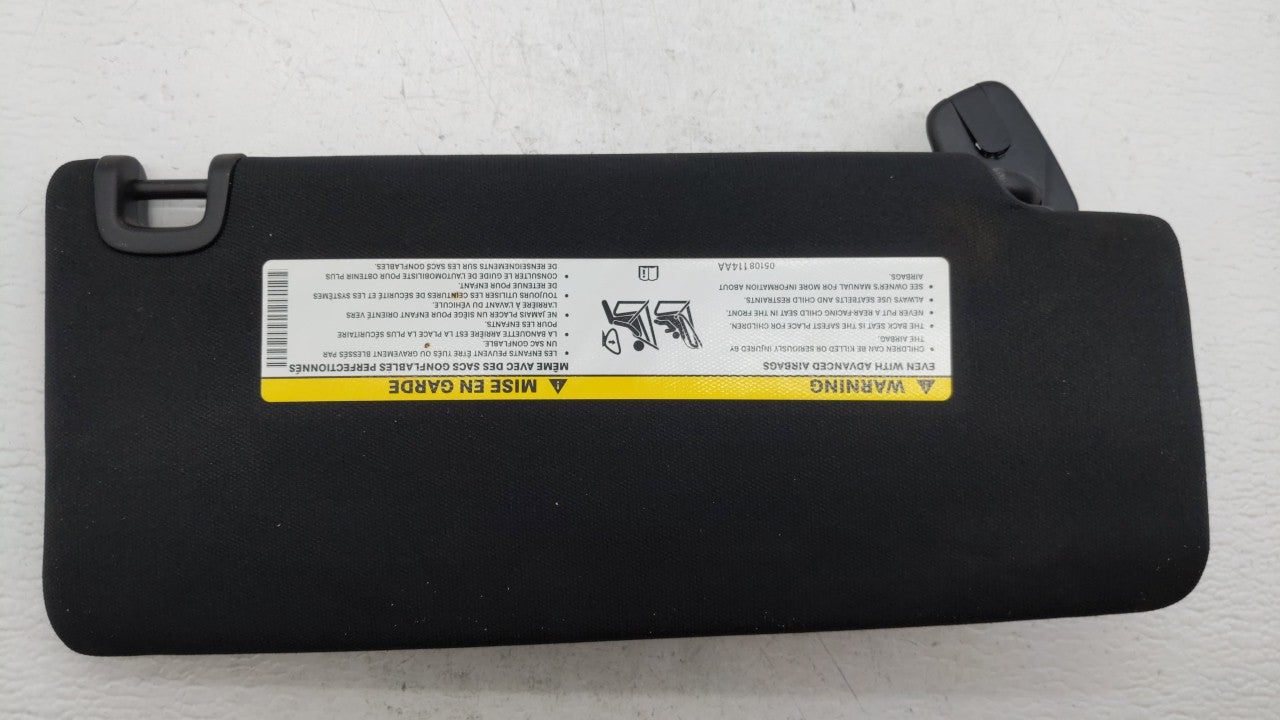 ⚠ WARNING
EVEN WITH ADVANCED AIRBAGS
• CHILDREN CAN BE KILLED OR SERIOUSLY INJURED BY
THE AIRBAG.
• THE BACK SEAT IS THE SAFEST PLACE FOR CHILDREN.
• NEVER PUT A REAR-FACING CHILD SEAT IN THE FRONT.
• ALWAYS USE SEATBELTS AND CHILD RESTRAINTS.
• SEE OWNER'S MANUAL FOR MORE INFORMATION ABOUT
AIRBAGS.
05108114AA
⚠ MISE EN GARDE
MÊME AVEC DES SACS GONFLABLES PERFECTIONNÉS
• LES ENFANTS PEUVENT ÊTRE TUÉS OU GRAVEMENT BLESSÉS PAR
UN SAC GONFLABLE.
• LA BANQUETTE ARRIÈRE EST LA PLACE LA PLUS SÉCURITAIRE
POUR LES ENFANTS.
• NE JAMAIS PLACER UN SIÈGE POUR ENFANT ORIENTÉ VERS
L'ARRIÈRE À L'AVANT DU VÉHICULE.
• TOUJOURS UTILISER LES CEINTURES DE SÉCURITÉ ET LES SYSTÈMES
DE RETENUE POUR ENFANT.
• CONSULTER LE GUIDE DE L'AUTOMOBILISTE POUR OBTENIR PLUS
DE RENSEIGNEMENTS SUR LES SACS GONFLABLES.